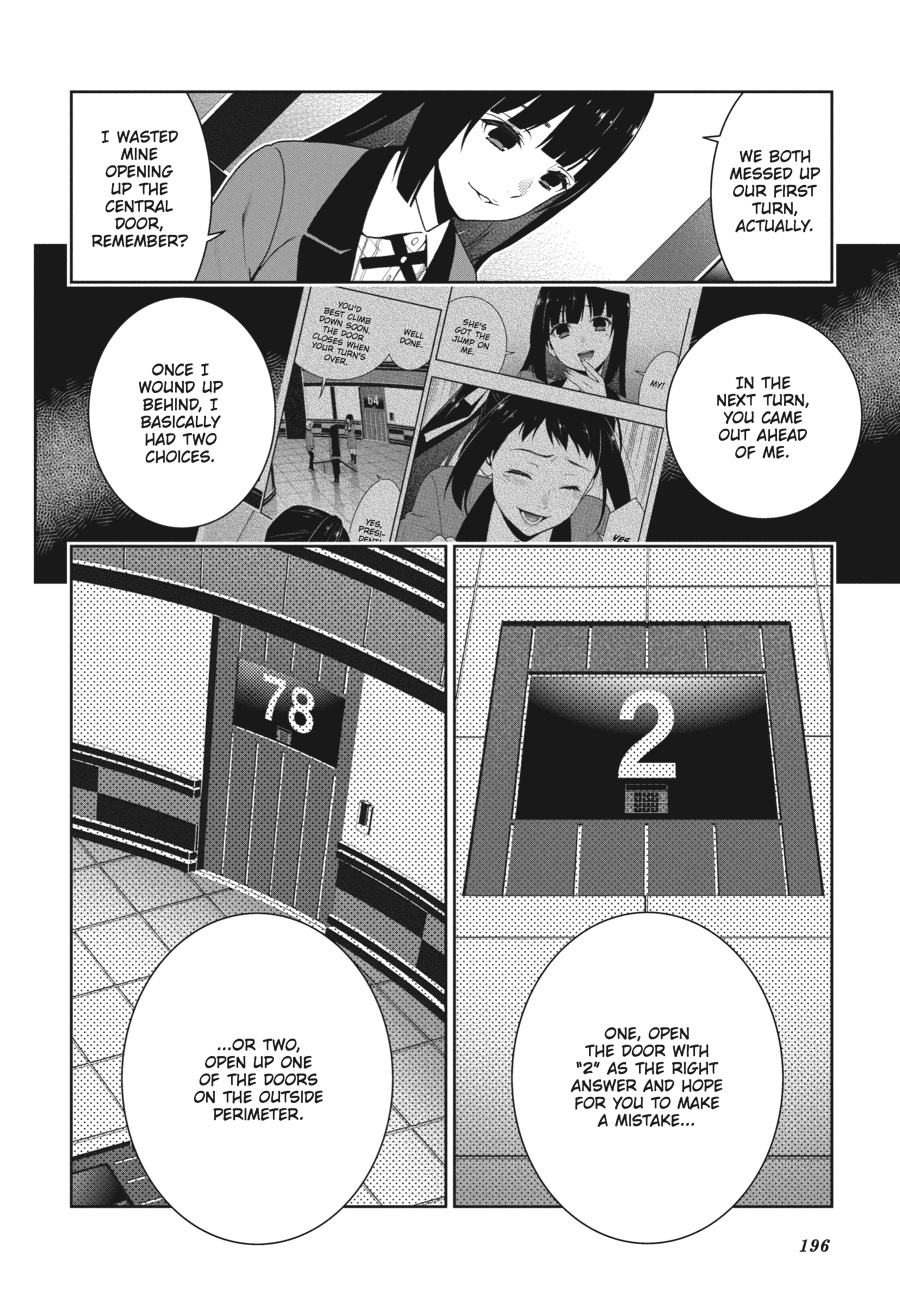 WE BOTH
MESSED UP
OUR FIRST
TURN,
ACTUALLY.
I WASTED
MINE
OPENING
UP THE
CENTRAL
DOOR,
REMEMBER?
IN THE
NEXT TURN,
YOU CAME
OUT AHEAD
OF ME.
MY!
SHE'S
GOT THE
JUMP ON
ME.
YES,
WELL
DONE.
YOU'D
BEST CLIMB
DOWN SOON.
THE DOOR
CLOSES WHEN
YOUR TURN'S
OVER.
64
YES,
PRESI-
DENT!
ONCE I
WOUND UP
BEHIND, I
BASICALLY
HAD TWO
CHOICES.
2
ONE, OPEN
THE DOOR WITH
"2" AS THE RIGHT
ANSWER AND HOPE
FOR YOU TO MAKE
A MISTAKE...
78
...OR TWO,
OPEN UP ONE
OF THE DOORS
ON THE OUTSIDE
PERIMETER.
196